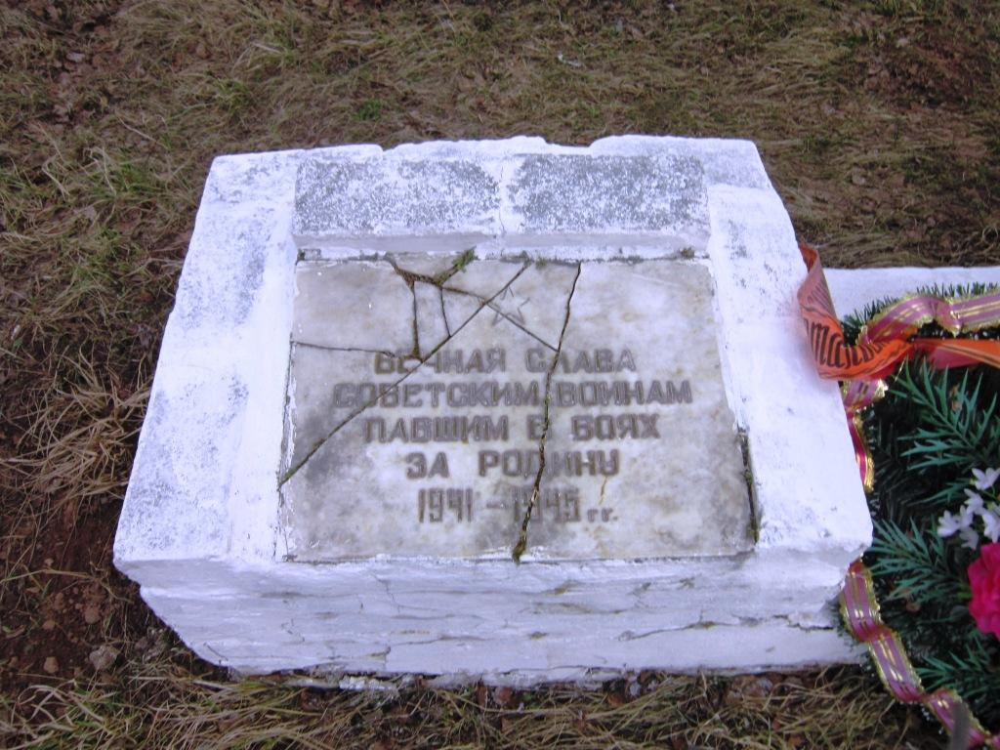 ВЕЧНАЯ СЛАВА
СОВЕТСКИМ ВОИНАМ
ПАВШИМ В БОЯХ
ЗА РОДИНУ
1941 – 1945 гг.